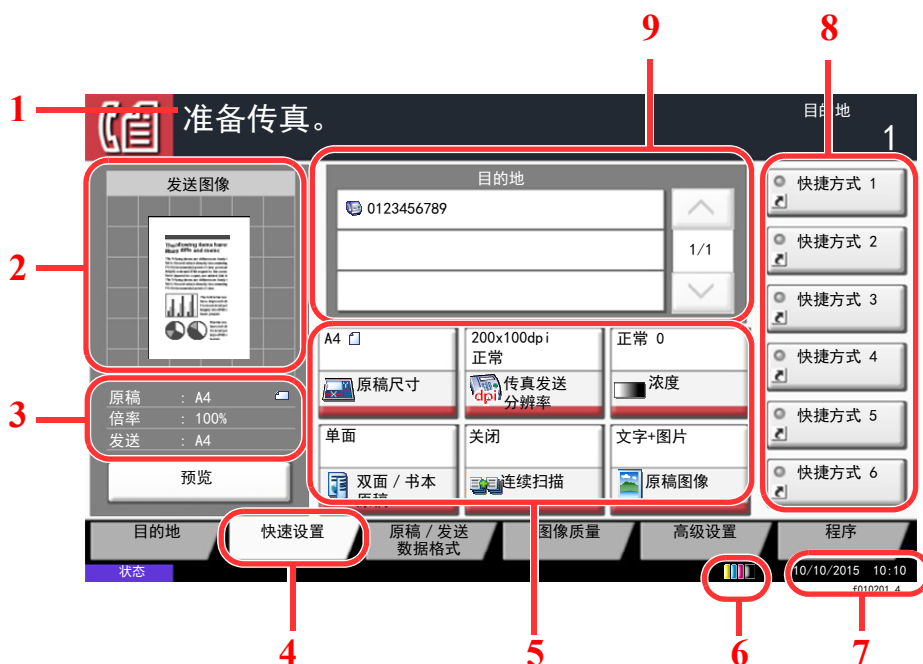 9
8
1
准备传真。
目的地
1
发送图像
目的地
0123456789
1/1
快捷方式 1
快捷方式 2
快捷方式 3
快捷方式 4
快捷方式 5
快捷方式 6
2
A4
原稿尺寸
200x100dpi
正常
dpi
传真发送
分辨率
正常 0
浓度
3
原稿 : A4
倍率 : 100%
发送 : A4
预览
单面
双面 / 书本
原稿
关闭
连续扫描
文字+图片
原稿图像
目的地
快速设置
原稿 / 发送
数据格式
图像质量
高级设置
程序
状态
10/10/2015 10:10
f010201_4
4
5
6
7